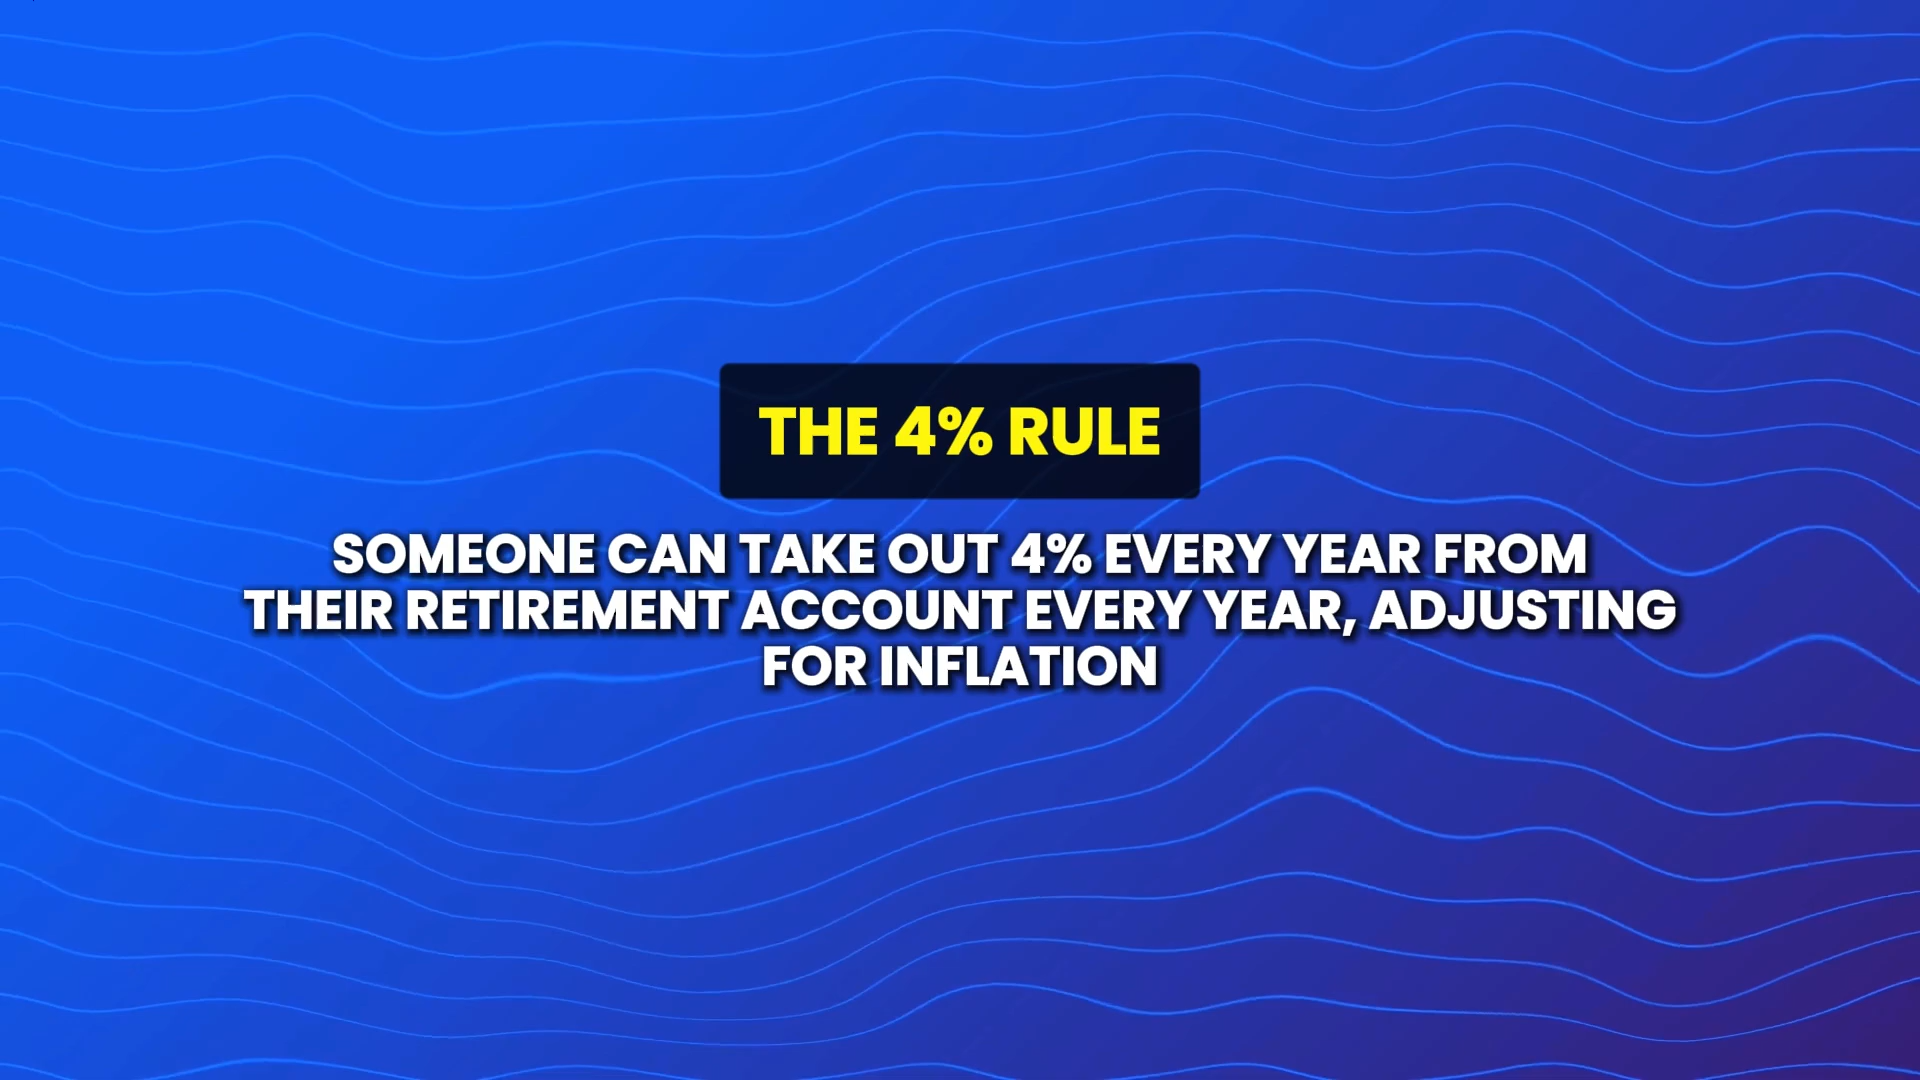 THE 4% RULE
SOMEONE CAN TAKE OUT 4% EVERY YEAR FROM
THEIR RETIREMENT ACCOUNT EVERY YEAR, ADJUSTING
FOR INFLATION